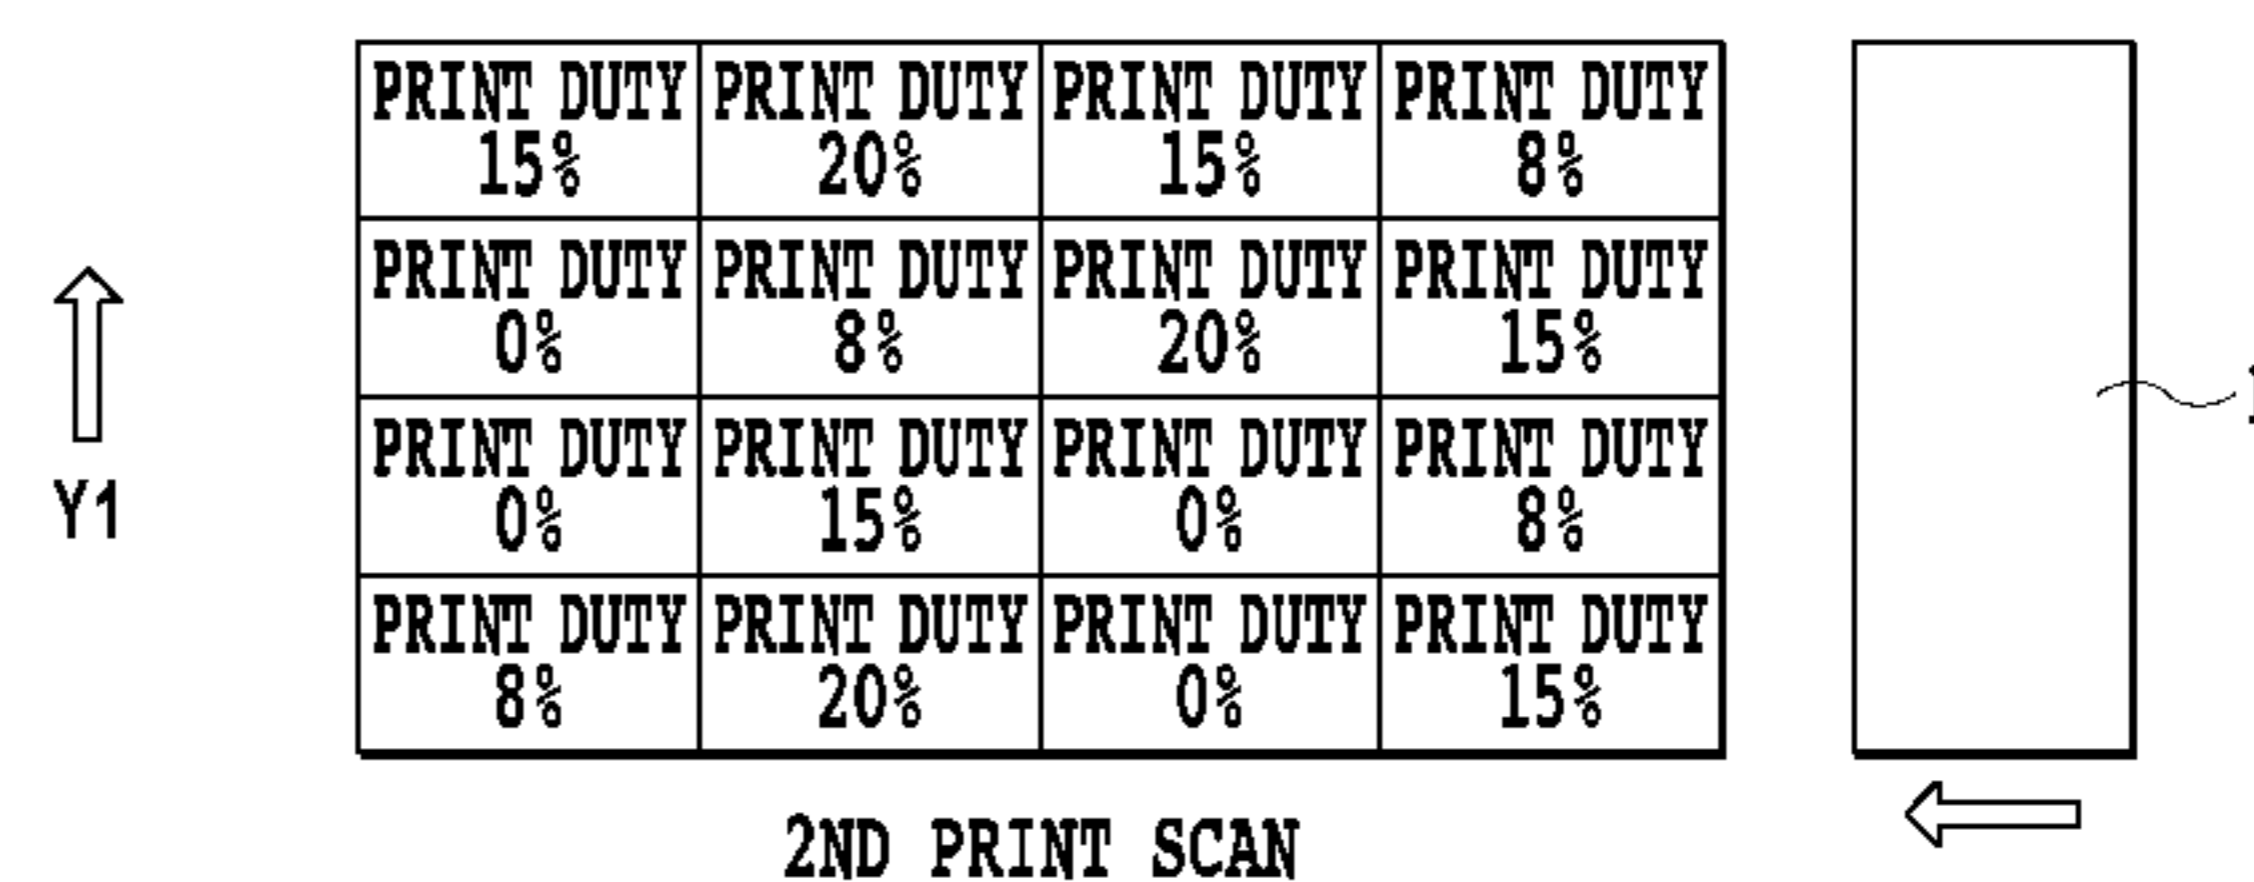 PRINT DUTY PRINT DUTY PRINT DUTY PRINT DUTY
15% 20% 15% 8%
PRINT DUTY PRINT DUTY PRINT DUTY PRINT DUTY
0% 8% 20% 15%
PRINT DUTY PRINT DUTY PRINT DUTY PRINT DUTY
0% 15% 0% 8%
Y1
PRINT DUTY PRINT DUTY PRINT DUTY PRINT DUTY
8% 20% 0% 15%
2ND PRINT SCAN